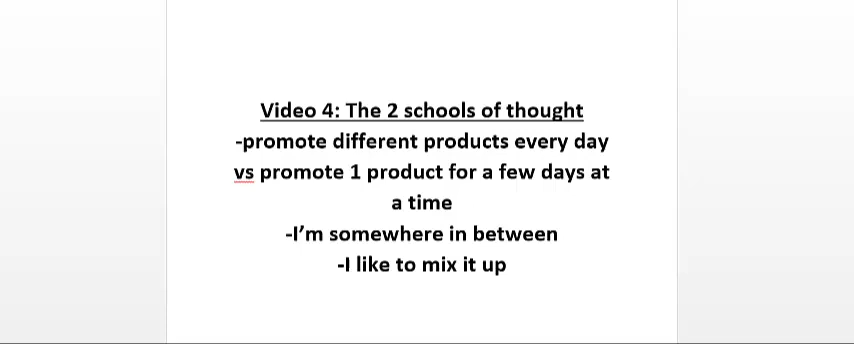 Video 4: The 2 schools of thought
-promote different products every day
vs promote 1 product for a few days at
a time
-I’m somewhere in between
-I like to mix it up